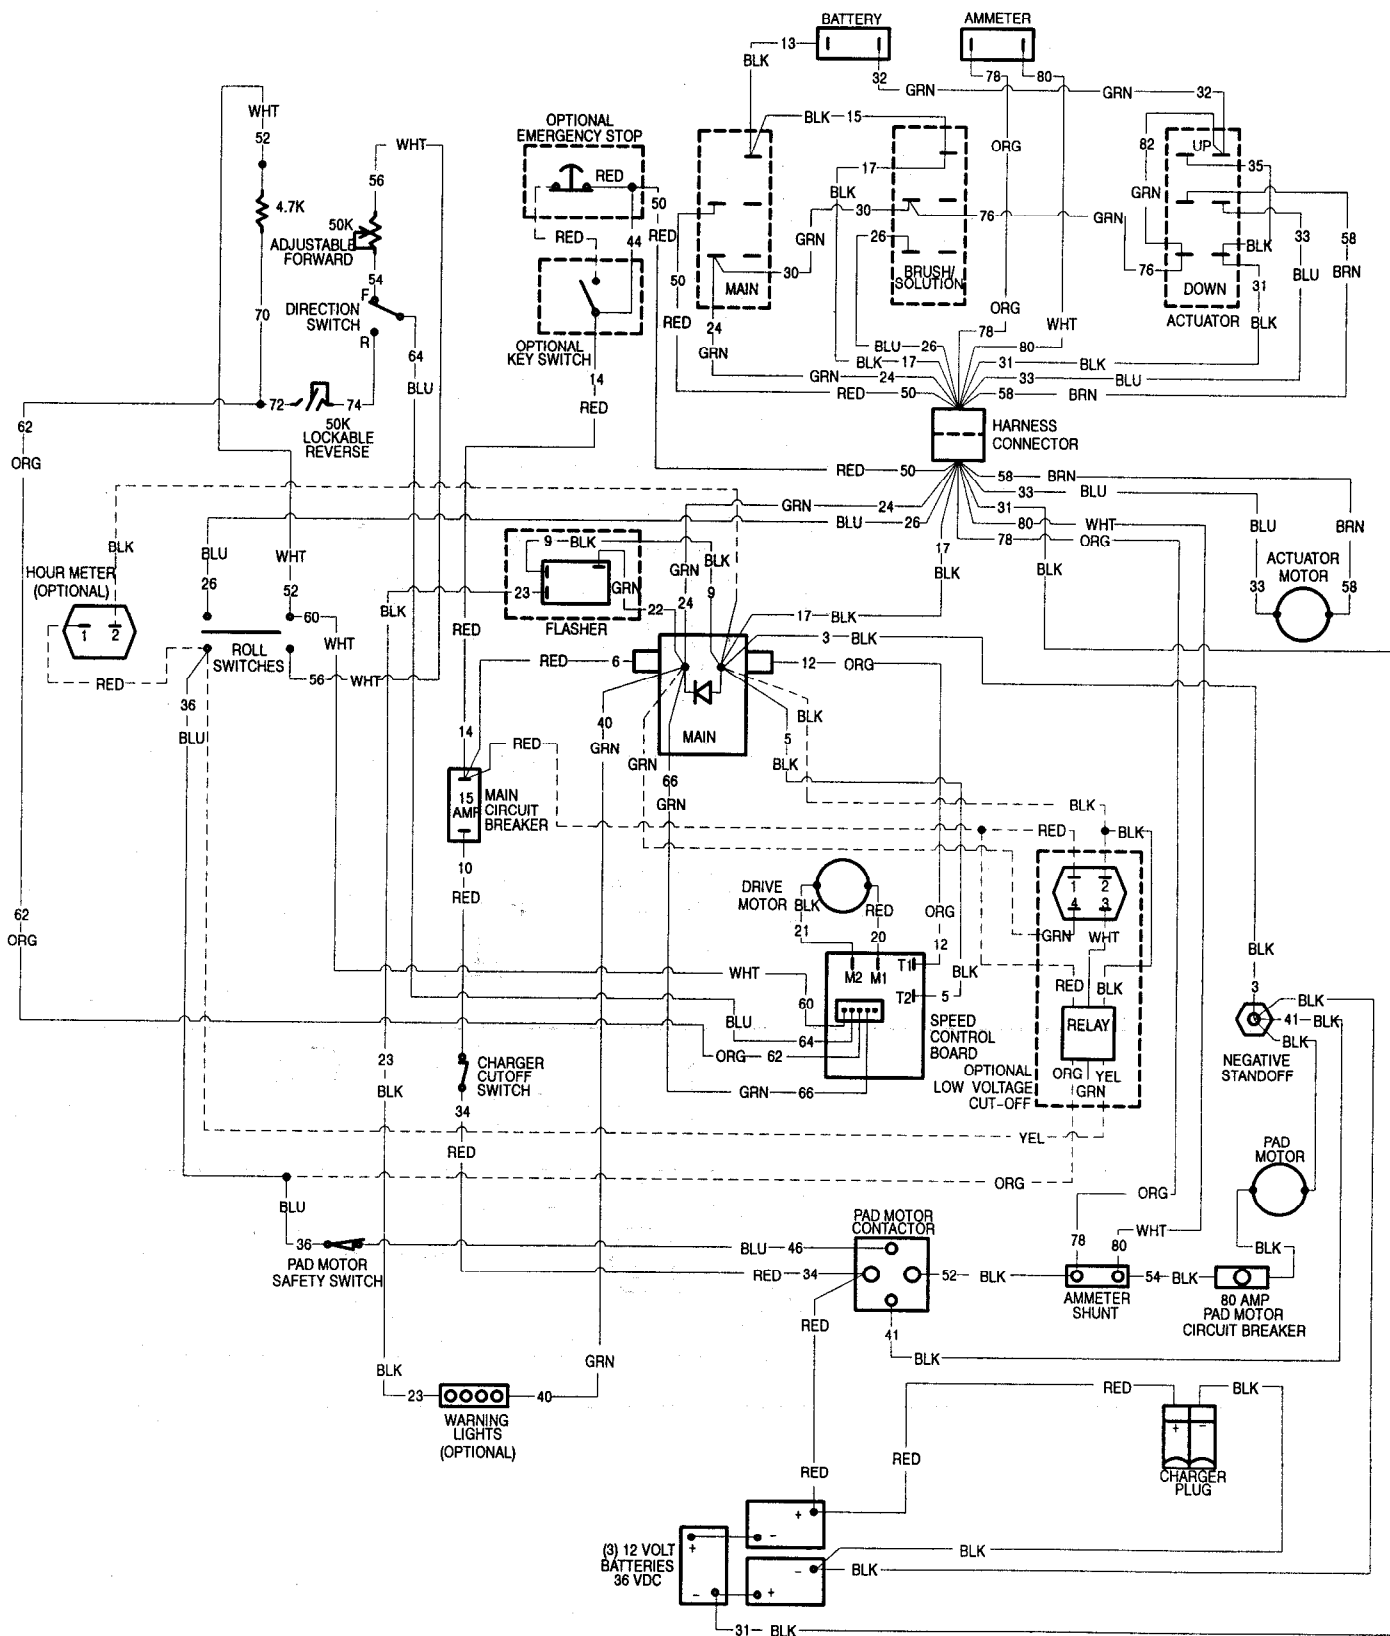 BATTERY
AMMETER
13
BLK
32
78
80
GRN
GRN
32
WHT
52
WHT
56
OPTIONAL
EMERGENCY STOP
RED
50
RED
BLK
15
17
BLK
ORG
82
UP
35
4.7K
50K
ADJUSTABLE
FORWARD
RED
44
30
GRN
26
76
GRN
GRN
BLK
33
58
54
F
DIRECTION
SWITCH
R
70
64
BLU
50
RED
MAIN
30
BRUSH/
SOLUTION
76
DOWN
31
BLU
BRN
ACTUATOR
BLK
OPTIONAL
KEY SWITCH
14
RED
24
GRN
ORG
78
WHT
BLU
26
80
BLK
17
31
BLK
GRN
24
33
BLU
RED
50
58
BRN
72
74
50K
LOCKABLE
REVERSE
62
ORG
HARNESS
CONNECTOR
RED
50
58
BRN
33
BLU
GRN
24
31
BLU
26
80
WHT
78
ORG
17
BLK
BLK
BLU
BRN
BLK
BLU
26
WHT
52
HOUR METER
(OPTIONAL)
1
2
RED
60
WHT
ROLL
SWITCHES
56
WHT
36
BLU
BLK
9
BLK
23
GRN
22
FLASHER
GRN
24
BLK
9
17
BLK
3
BLK
ACTUATOR
MOTOR
33
58
RED
RED
6
12
ORG
MAIN
14
RED
40
GRN
GRN
66
GRN
BLK
5
BLK
15
AMP
MAIN
CIRCUIT
BREAKER
10
RED
BLK
RED
BLK
DRIVE
MOTOR
BLK
RED
21
20
ORG
12
1
2
4
3
GRN
WHT
62
ORG
BLK
WHT
60
M2
M1
T1
T2
5
BLK
RED
BLK
RELAY
BLK
3
BLK
41
BLK
BLK
NEGATIVE
STANDOFF
BLU
64
ORG
62
GRN
66
SPEED
CONTROL
BOARD
ORG
YEL
GRN
OPTIONAL
LOW VOLTAGE
CUT-OFF
23
BLK
CHARGER
CUTOFF
SWITCH
34
RED
YEL
ORG
PAD
MOTOR
BLU
36
PAD MOTOR
SAFETY SWITCH
PAD MOTOR
CONTACTOR
BLU
46
RED
34
52
BLK
ORG
78
80
WHT
54
BLK
BLK
AMMETER
SHUNT
80 AMP
PAD MOTOR
CIRCUIT BREAKER
RED
41
BLK
BLK
GRN
23
40
WARNING
LIGHTS
(OPTIONAL)
RED
BLK
+
-
CHARGER
PLUG
RED
RED
+
-
(3) 12 VOLT
BATTERIES
36 VDC
+
-
-
+
BLK
BLK
31
BLK